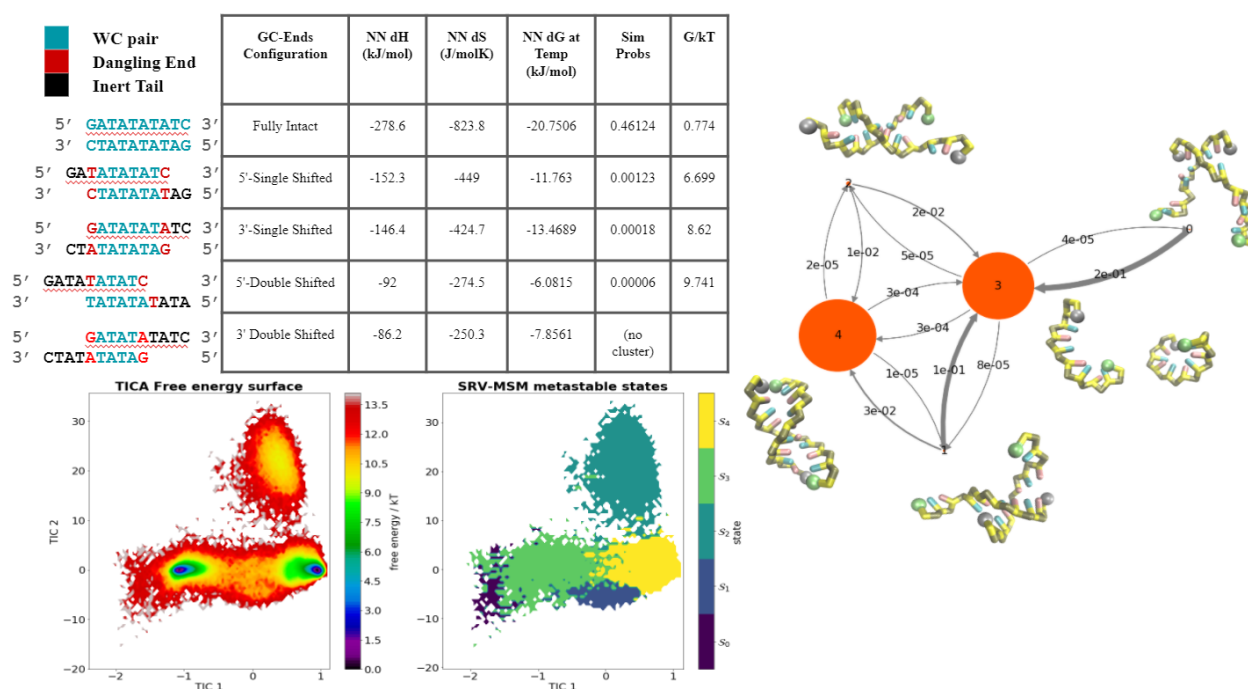 WC pair
Dangling End
Inert Tail
GC-Ends Configuration	NN dH (kJ/mol)	NN dS (J/molK)	NN dG at Temp (kJ/mol)	Sim Probs	G/kT
5′ GATATATATC 3′
3′ CTATATATAG 5′
Fully Intact	-278.6	-823.8	-20.7506	0.46124	0.774
5′ GATATATATC 3′
3′ CTATATATAG 5′
5'-Single Shifted	-152.3	-449	-11.763	0.00123	6.699
5′ GATATATATC 3′
3′ CTATATATAG 5′
3'-Single Shifted	-146.4	-424.7	-13.4689	0.00018	8.62
5′ GATATATATC 3′
3′ TATATATATA 5′
5'-Double Shifted	-92	-274.5	-6.0815	0.00006	9.741
5′ GATATATATC 3′
3′ CTATATATAG 5′
3' Double Shifted	-86.2	-250.3	-7.8561	(no cluster)
TICA Free energy surface
TIC 2
30
20
10
0
−10
−20
−2 −1 0 1
TIC 1
13.5
12.0
10.5
9.0
7.5
6.0
4.5
3.0
1.5
0.0
free energy / kT
SRV-MSM metastable states
30
20
10
0
−10
−20
−2 −1 0 1
TIC 1
S4
S3
S2
S1
S0
state
2
0
3
4
1
2e-02
4e-05
2e-01
5e-05
1e-02
2e-05
3e-04
3e-04
1e-05
1e-01
8e-05
3e-02